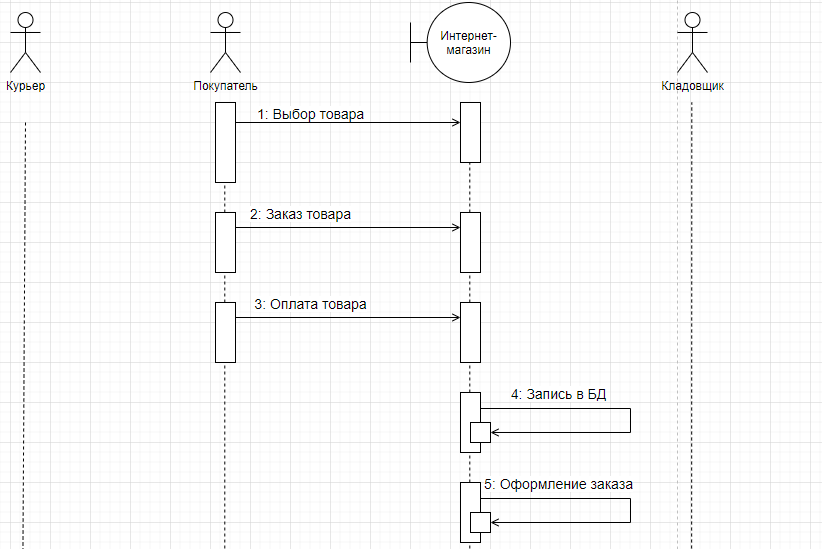 Интернет-
магазин
Курьер
Покупатель
Кладовщик
1: Выбор товара
2: Заказ товара
3: Оплата товара
4: Запись в БД
5: Оформление заказа